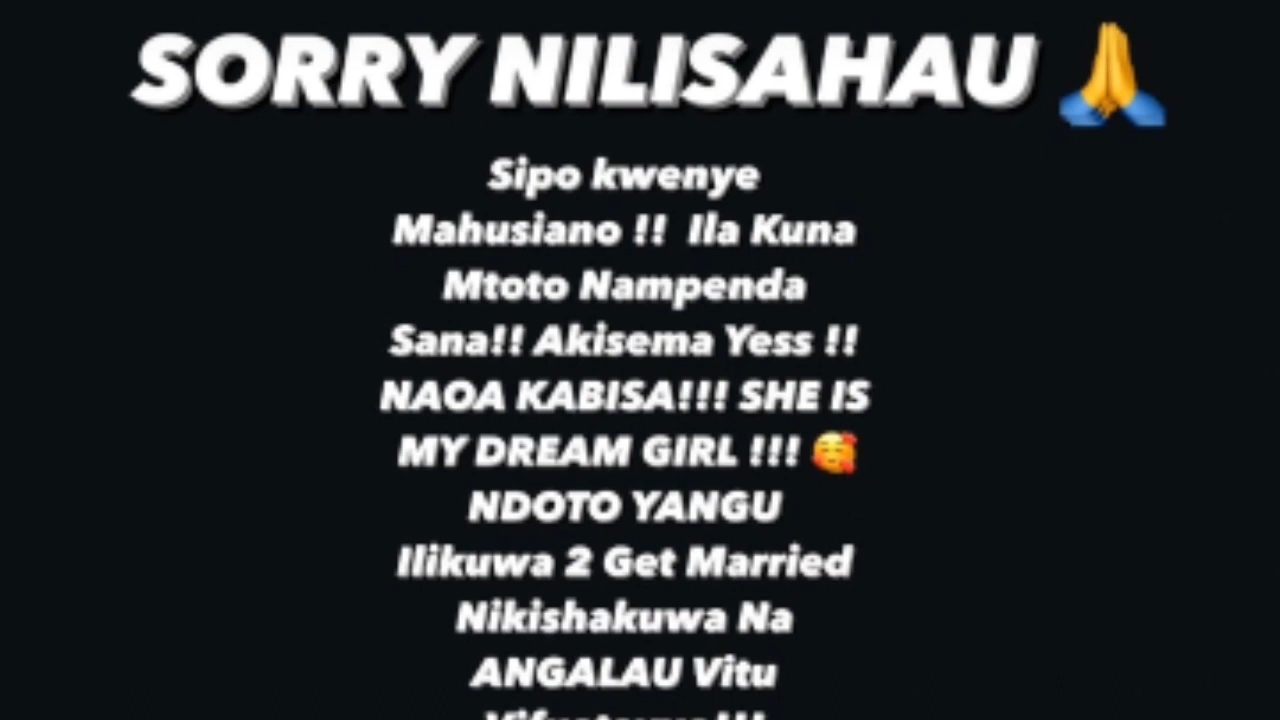 SORRY NILISAHAU 🙏
Sipo kwenye
Mahusiano !! Ila Kuna
Mtoto Nampenda
Sana!! Akisema Yess !!
NAOA KABISA!!! SHE IS
MY DREAM GIRL !!! 🥰
NDOTO YANGU
Ilikuwa 2 Get Married
Nikishakuwa Na
ANGALAU Vitu